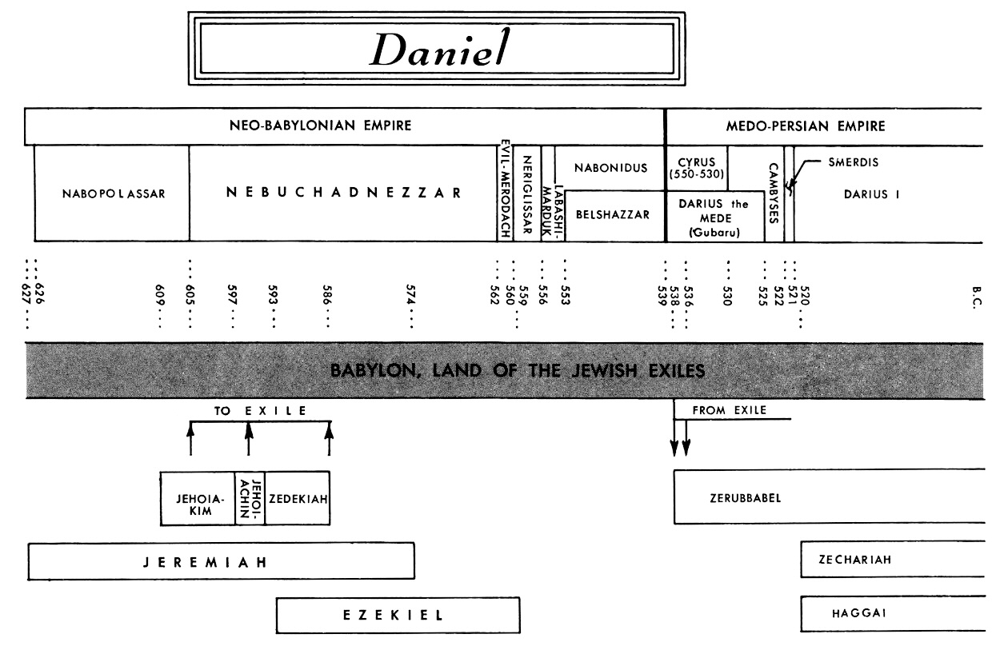 Daniel
NEO-BABYLONIAN EMPIRE
MEDO-PERSIAN EMPIRE
NABOPOLASSAR
NEBUCHADNEZZAR
EVIL-MERODACH
NERIGLISSAR
LABASHI-
MARDUK
NABONIDUS
BELSHAZZAR
CYRUS
(550-530)
DARIUS the
MEDE
(Gubaru)
CAMBYSES
SMERDIS
DARIUS I
627
626
609
605
597
593
586
574
562
560
559
556
553
539
538
536
530
525
522
521
520
B.C.
BABYLON, LAND OF THE JEWISH EXILES
TO EXILE
FROM EXILE
JEHOIA-
KIM
JEHOI-
ACHIN
ZEDEKIAH
ZERUBBABEL
JEREMIAH
ZECHARIAH
EZEKIEL
HAGGAI